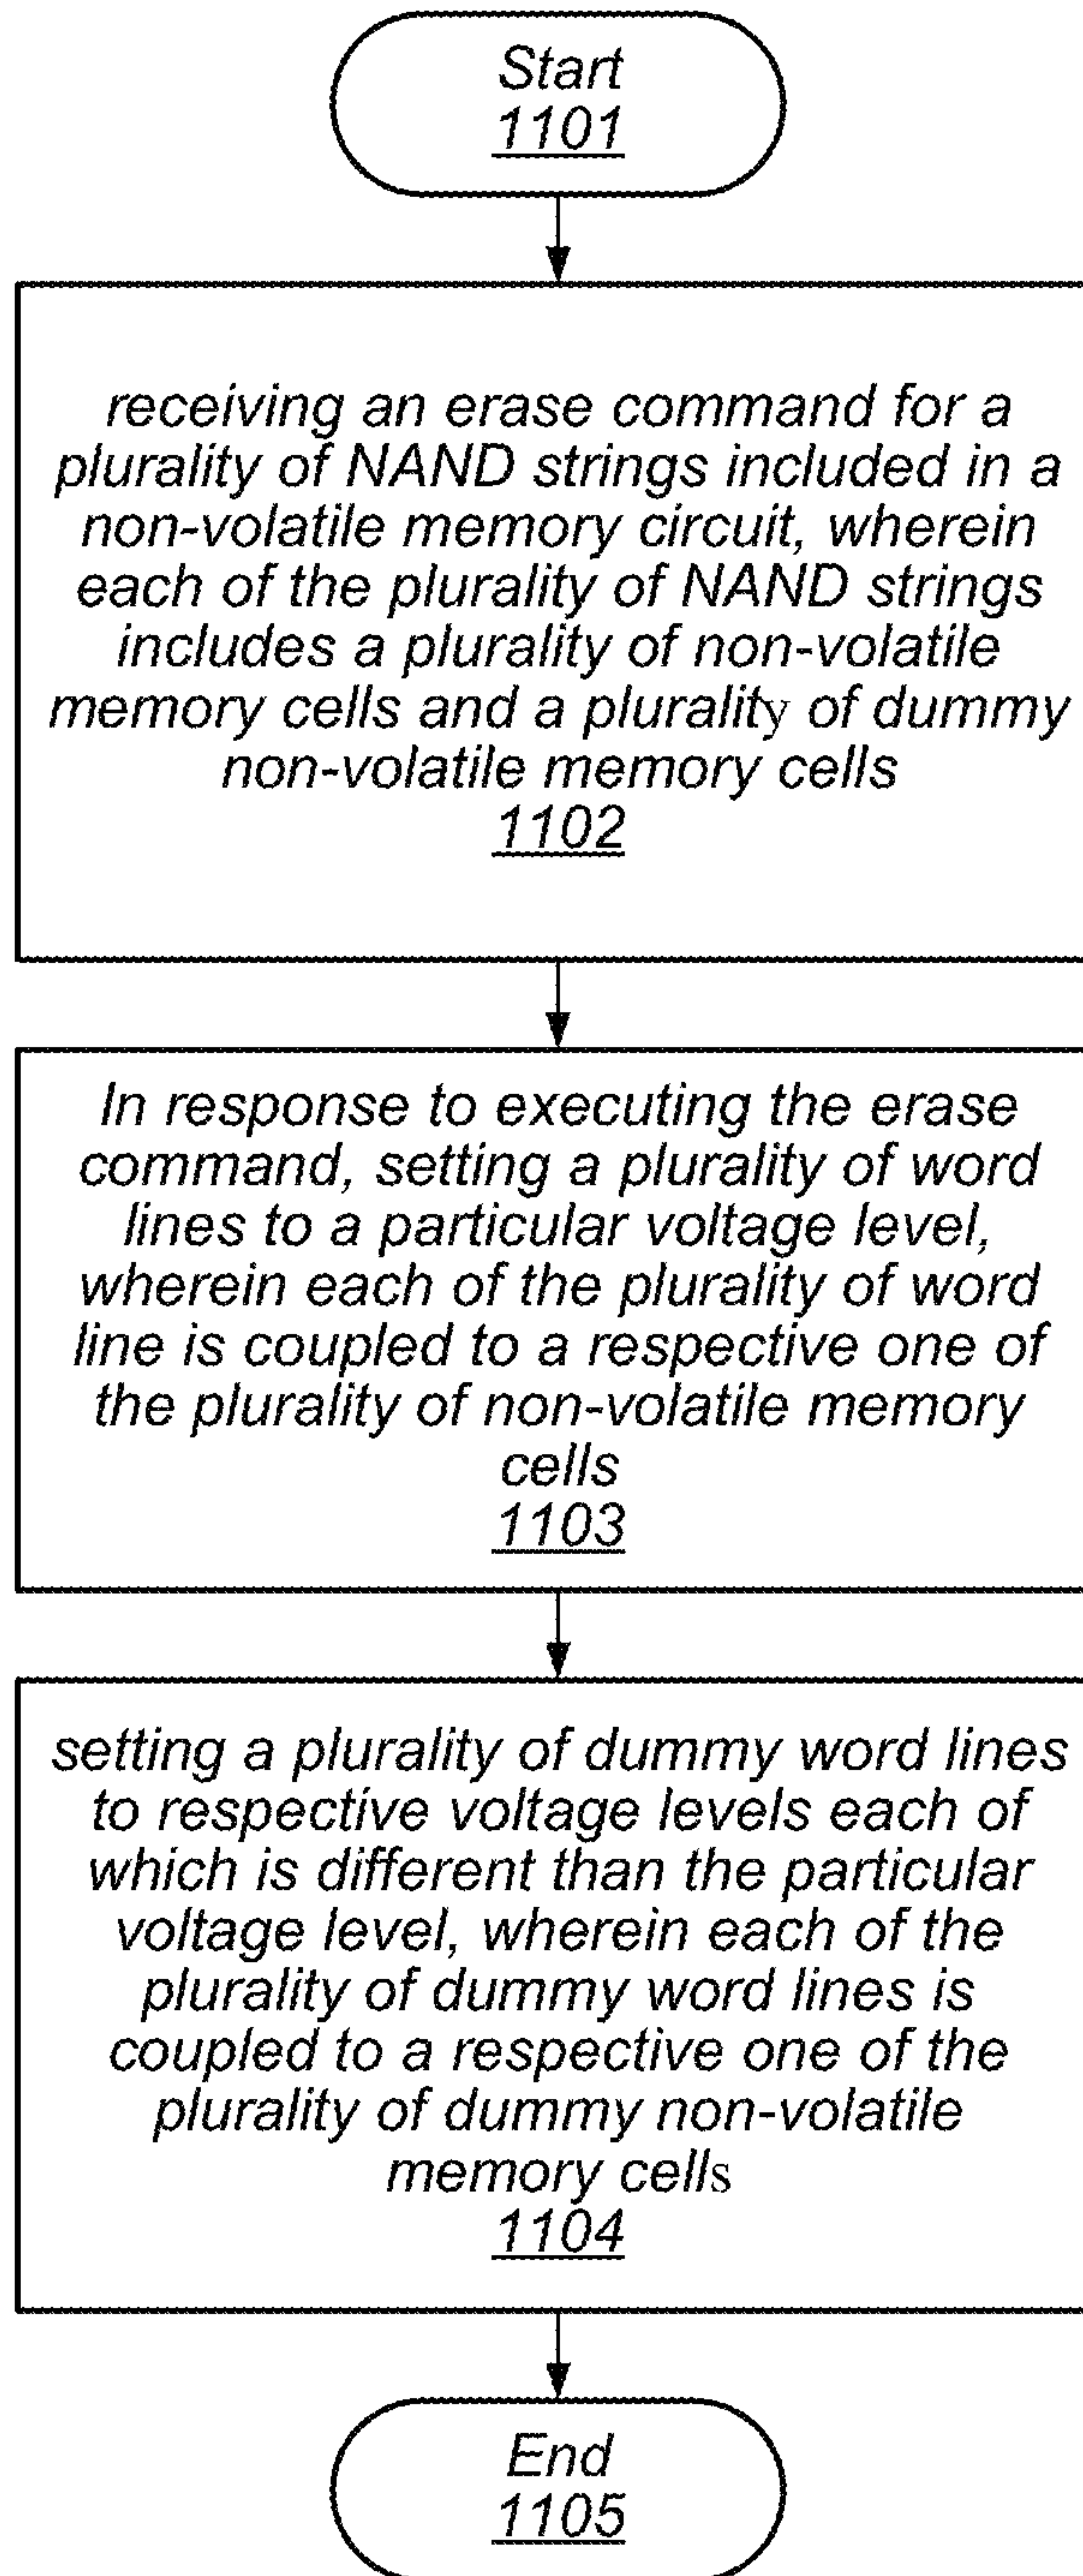 Start
1101
receiving an erase command for a
plurality of NAND strings included in a
non-volatile memory circuit, wherein
each of the plurality of NAND strings
includes a plurality of non-volatile
memory cells and a plurality of dummy
non-volatile memory cells
1102
In response to executing the erase
command, setting a plurality of word
lines to a particular voltage level,
wherein each of the plurality of word
line is coupled to a respective one of
the plurality of non-volatile memory
cells
1103
setting a plurality of dummy word lines
to respective voltage levels each of
which is different than the particular
voltage level, wherein each of the
plurality of dummy word lines is
coupled to a respective one of the
plurality of dummy non-volatile
memory cells
1104
End
1105